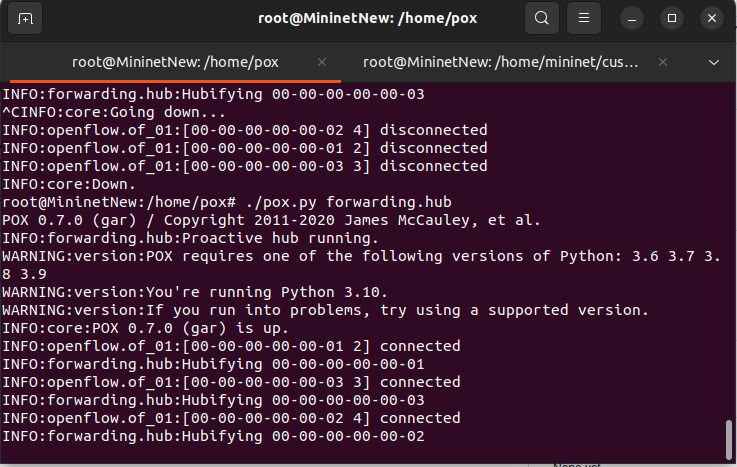 root@MininetNew: /home/pox
root@MininetNew: /home/pox
root@MininetNew: /home/mininet/cus...
INFO:forwarding.hub:Hubifying 00-00-00-00-00-03
^CINFO:core:Going down...
INFO:openflow.of_01:[00-00-00-00-00-02 4] disconnected
INFO:openflow.of_01:[00-00-00-00-00-01 2] disconnected
INFO:openflow.of_01:[00-00-00-00-00-03 3] disconnected
INFO:core:Down.
root@MininetNew:/home/pox# ./pox.py forwarding.hub
POX 0.7.0 (gar) / Copyright 2011-2020 James McCauley, et al.
INFO:forwarding.hub:Proactive hub running.
WARNING:version:POX requires one of the following versions of Python: 3.6 3.7 3.
8 3.9
WARNING:version:You're running Python 3.10.
WARNING:version:If you run into problems, try using a supported version.
INFO:core:POX 0.7.0 (gar) is up.
INFO:openflow.of_01:[00-00-00-00-00-01 2] connected
INFO:forwarding.hub:Hubifying 00-00-00-00-00-01
INFO:openflow.of_01:[00-00-00-00-00-03 3] connected
INFO:forwarding.hub:Hubifying 00-00-00-00-00-03
INFO:openflow.of_01:[00-00-00-00-00-02 4] connected
INFO:forwarding.hub:Hubifying 00-00-00-00-00-02